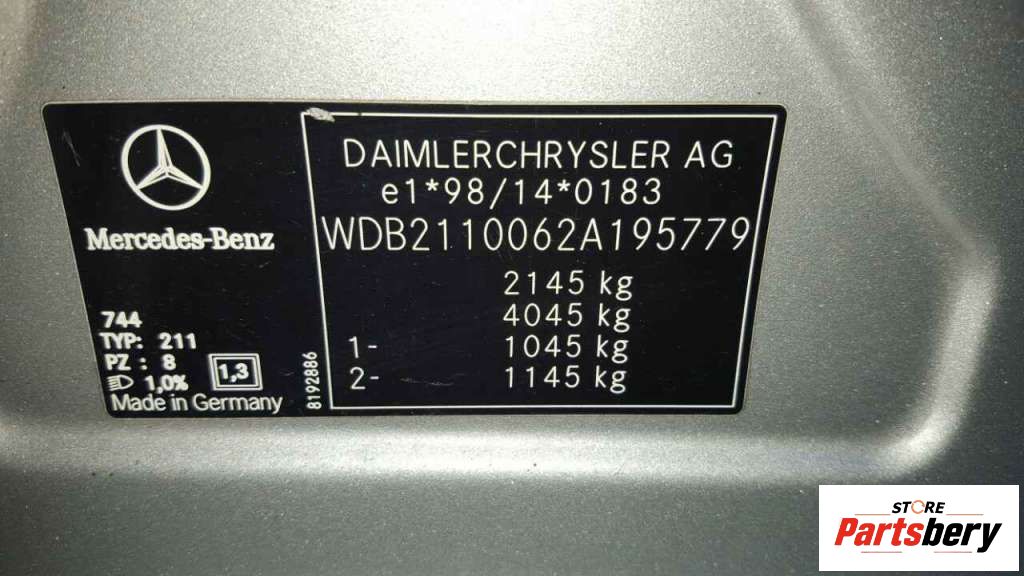 Mercedes-Benz
744
TYP: 211
PZ : 8
1,0%
1,3
Made in Germany
8192886
DAIMLERCHRYSLER AG
e1*98/14*0183
WDB2110062A195779
2145 kg
4045 kg
1- 1045 kg
2- 1145 kg
STORE
Partsbery